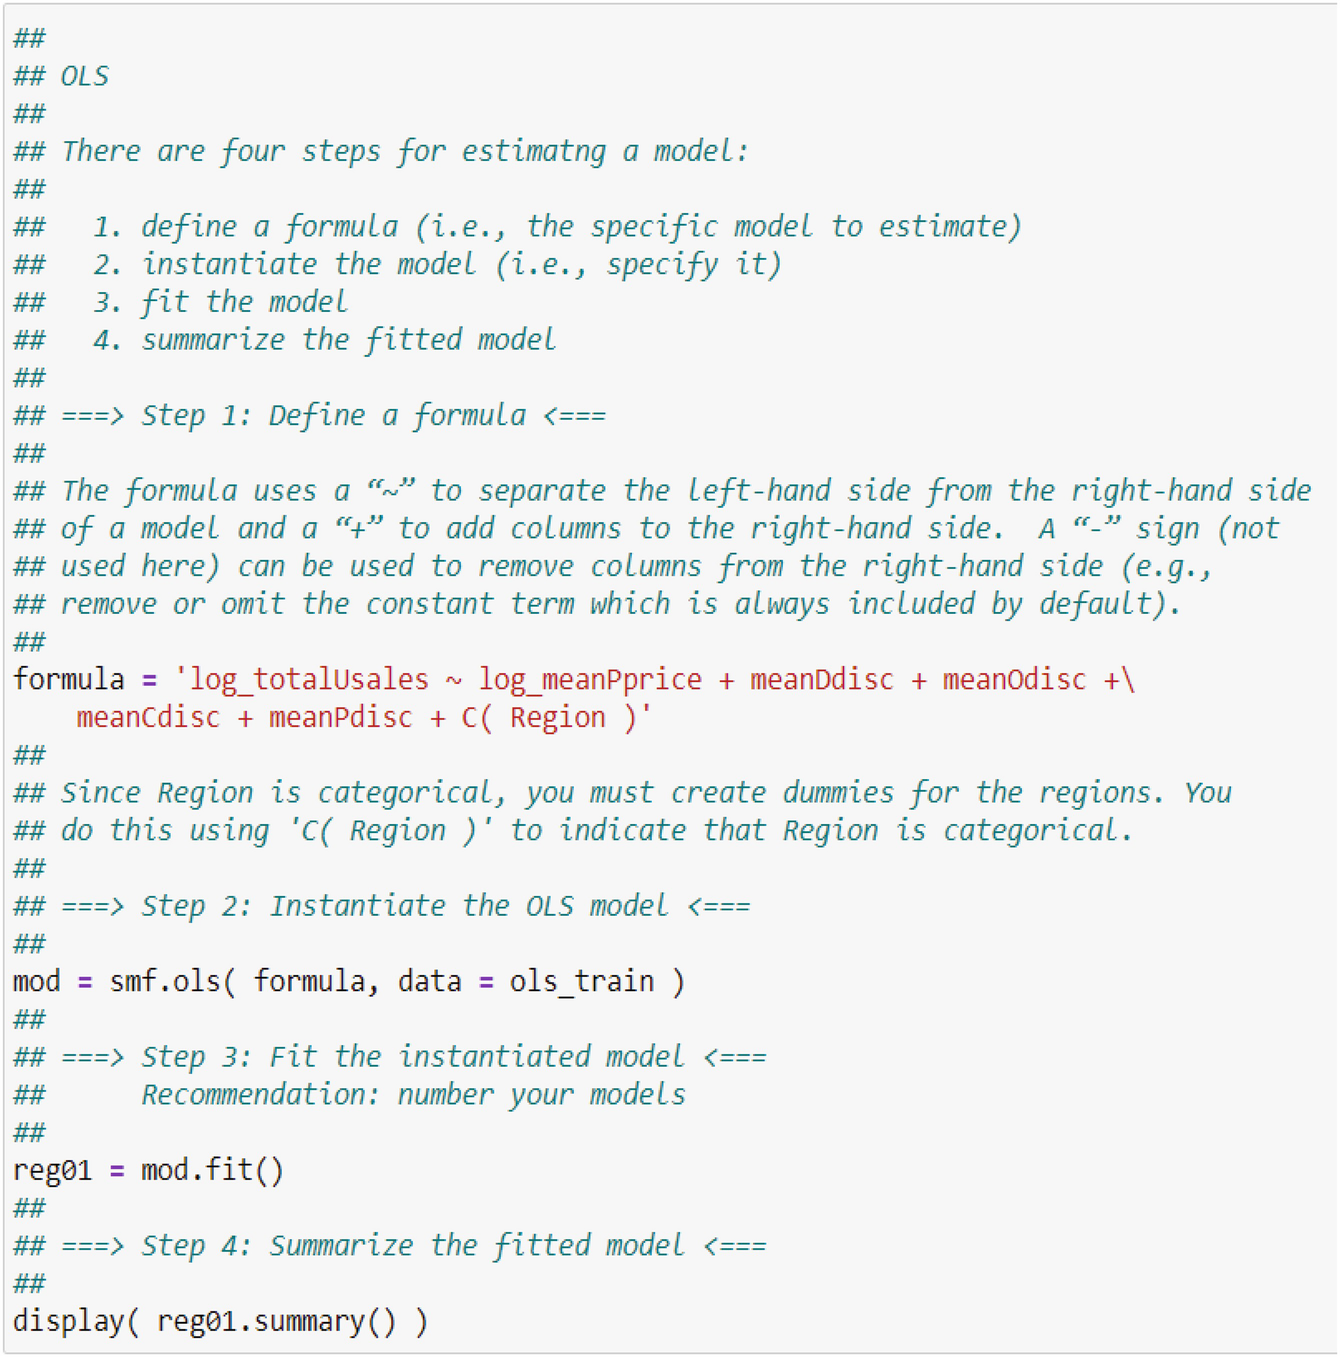 ##
## OLS
##
## There are four steps for estimatng a model:
##
##   1. define a formula (i.e., the specific model to estimate)
##   2. instantiate the model (i.e., specify it)
##   3. fit the model
##   4. summarize the fitted model
##
## ===> Step 1: Define a formula <===
##
## The formula uses a “~” to separate the left-hand side from the right-hand side
## of a model and a “+” to add columns to the right-hand side.  A “-” sign (not
## used here) can be used to remove columns from the right-hand side (e.g.,
## remove or omit the constant term which is always included by default).
##
formula = 'log_totalUsales ~ log_meanPprice + meanDdisc + meanOdisc +\
    meanCdisc + meanPdisc + C( Region )'
##
## Since Region is categorical, you must create dummies for the regions. You
## do this using 'C( Region )' to indicate that Region is categorical.
##
## ===> Step 2: Instantiate the OLS model <===
##
mod = smf.ols( formula, data = ols_train )
##
## ===> Step 3: Fit the instantiated model <===
##      Recommendation: number your models
##
reg01 = mod.fit()
##
## ===> Step 4: Summarize the fitted model <===
##
display( reg01.summary() )